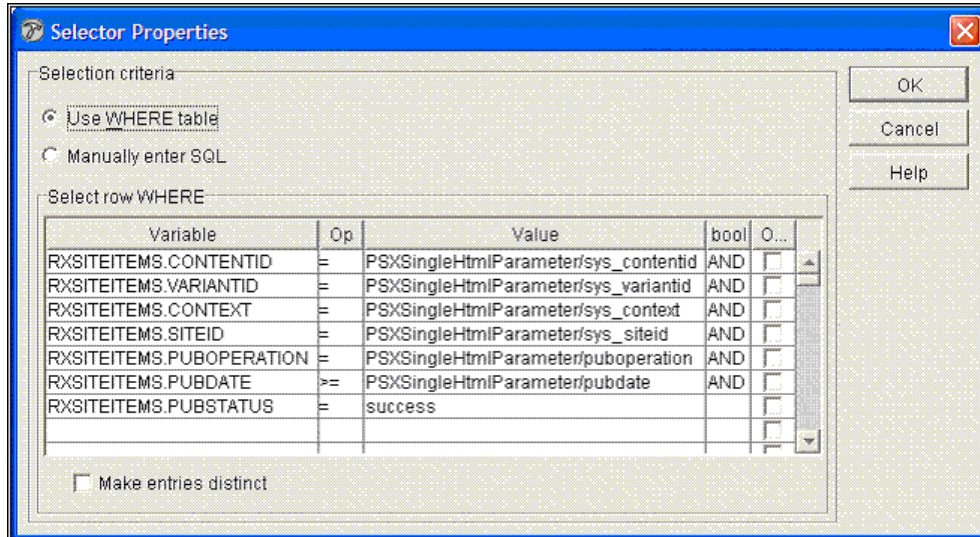 Selector Properties
Selection criteria
OK
Use WHERE table
Cancel
Manually enter SQL
Help
Select row WHERE
Variable Op Value bool O...
RXSITEITEMS.CONTENTID = PSXSingleHtmlParameter/sys_contentid AND
RXSITEITEMS.VARIANTID = PSXSingleHtmlParameter/sys_variantid AND
RXSITEITEMS.CONTEXT = PSXSingleHtmlParameter/sys_context AND
RXSITEITEMS.SITEID = PSXSingleHtmlParameter/sys_siteid AND
RXSITEITEMS.PUBOPERATION = PSXSingleHtmlParameter/puboperation AND
RXSITEITEMS.PUBDATE >= PSXSingleHtmlParameter/pubdate AND
RXSITEITEMS.PUBSTATUS = success
Make entries distinct